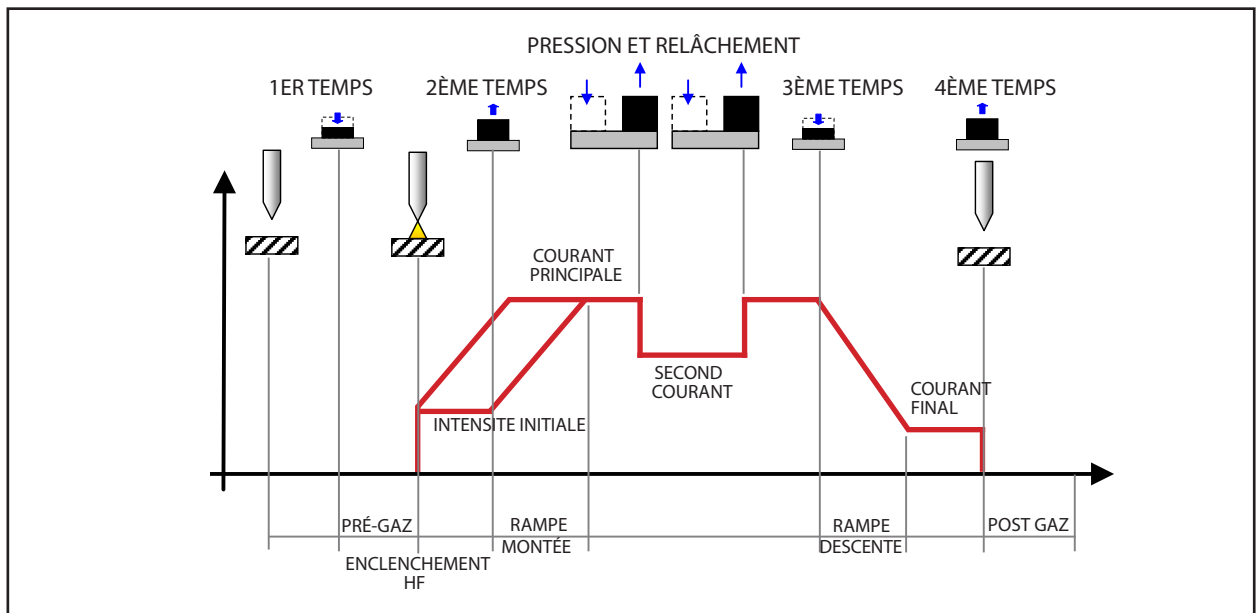 PRESSION ET RELÂCHEMENT
1ER TEMPS
2ÈME TEMPS
3ÈME TEMPS
4ÈME TEMPS
COURANT
PRINCIPALE
SECOND
COURANT
COURANT
FINAL
INTENSITE INITIALE
PRÉ-GAZ
RAMPE
MONTÉE
RAMPE
DESCENTE
POST GAZ
ENCLENCHEMENT
HF